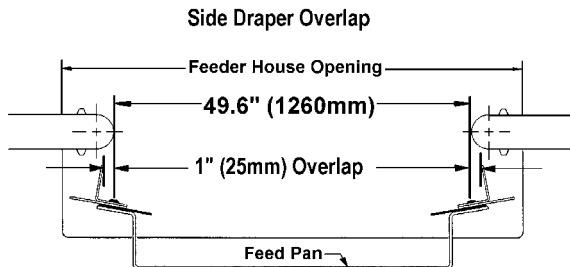 Side Draper Overlap
Feeder House Opening
49.6" (1260mm)
1" (25mm) Overlap
Feed Pan